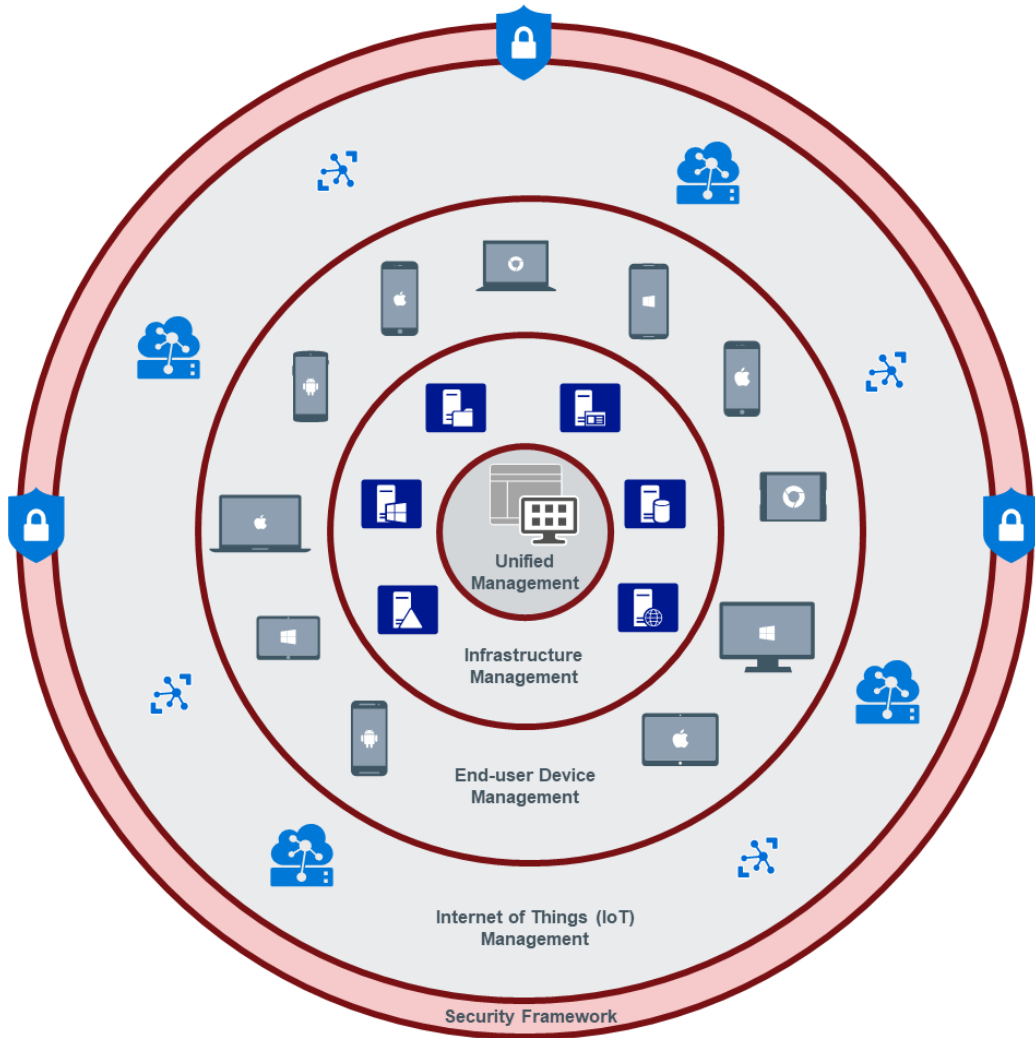 Unified
Management
Infrastructure
Management
End-user Device
Management
Internet of Things (IoT)
Management
Security Framework